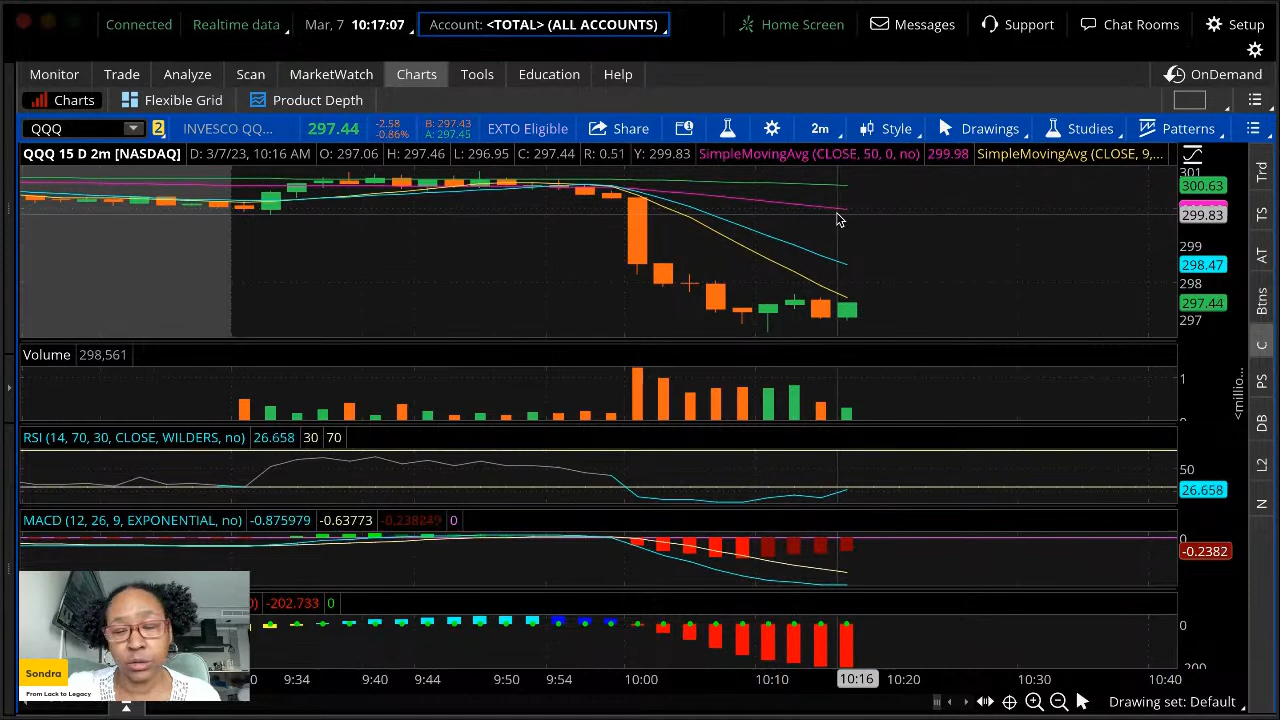 Connected Realtime data Mar, 7 10:17:07 Account: <TOTAL> (ALL ACCOUNTS) Home Screen Messages Support Chat Rooms Setup
Monitor Trade Analyze Scan MarketWatch Charts Tools Education Help OnDemand
Charts Flexible Grid Product Depth
QQQ 2 INVESCO QQ... 297.44 -2.58 -0.86% B: 297.43 A: 297.45 EXTO Eligible Share 2m Style Drawings Studies Patterns
QQQ 15 D 2m [NASDAQ] D: 3/7/23, 10:16 AM O: 297.06 H: 297.46 L: 296.95 C: 297.44 R: 0.51 Y: 299.83 SimpleMovingAvg (CLOSE, 50, 0, no) 299.98 SimpleMovingAvg (CLOSE, 9,...
301
300.63
299.83
299
298.47
298
297.44
297
Volume 298,561
1
<millio...
RSI (14, 70, 30, CLOSE, WILDERS, no) 26.658 30 70
50
26.658
MACD (12, 26, 9, EXPONENTIAL, no) -0.875979 -0.63773 -0.238249 0
0
-0.2382
-202.733 0
0
9:34 9:40 9:44 9:50 9:54 10:00 10:10 10:16 10:20 10:30 10:40
Drawing set: Default
Trd
TS
AT
Btns
C
PS
DB
L2
N
Sondra
From Lack to Legacy